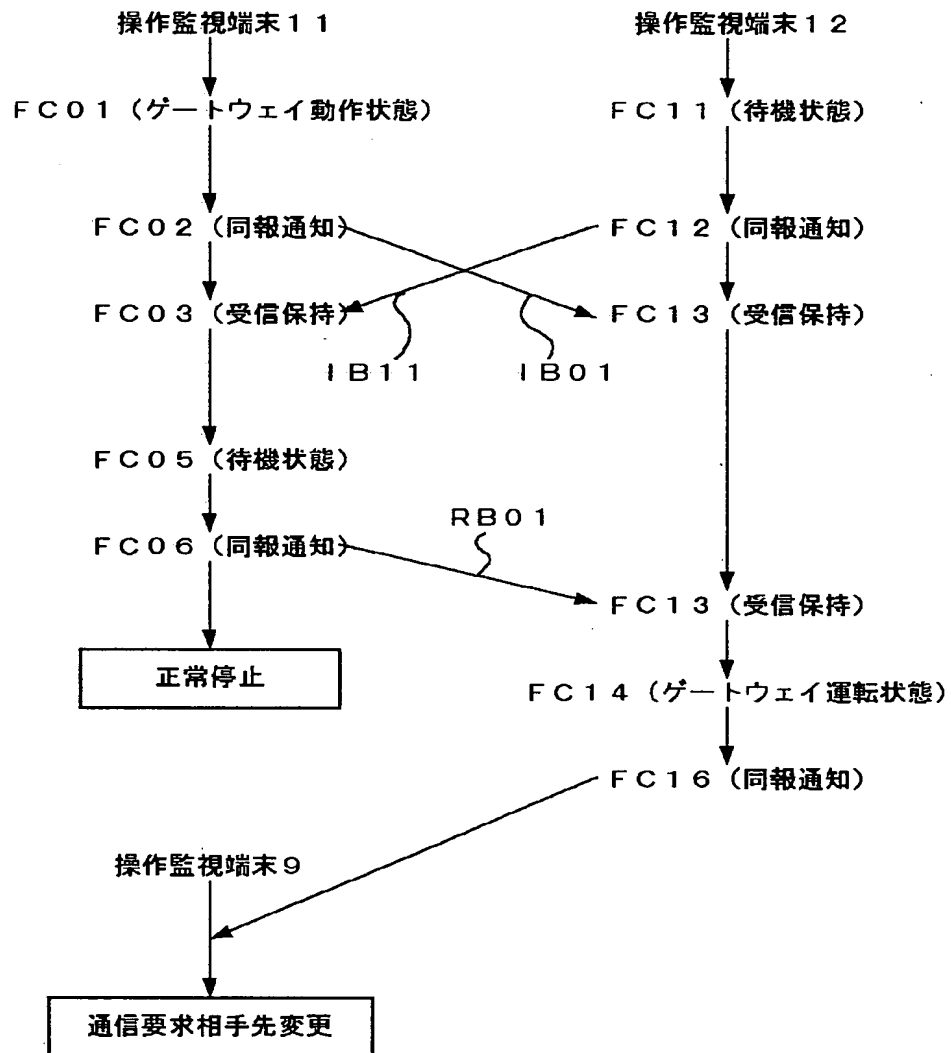 操作監視端末１１
操作監視端末１２
ＦＣ０１（ゲートウェイ動作状態）
ＦＣ１１（待機状態）
ＦＣ０２（同報通知）
ＦＣ１２（同報通知）
ＦＣ０３（受信保持）
ＦＣ１３（受信保持）
ＩＢ１１
ＩＢ０１
ＦＣ０５（待機状態）
ＲＢ０１
ＦＣ０６（同報通知）
ＦＣ１３（受信保持）
正常停止
ＦＣ１４（ゲートウェイ運転状態）
ＦＣ１６（同報通知）
操作監視端末９
通信要求相手先変更